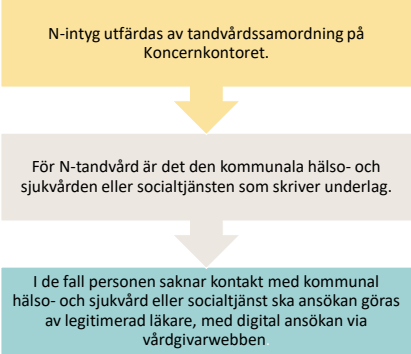 N-intyg utfärdas av tandvårdssamordning på
Koncernkontoret.
För N-tandvård är det den kommunala hälso- och
sjukvården eller socialtjänsten som skriver underlag.
I de fall personen saknar kontakt med kommunal
hälso- och sjukvård eller socialtjänst ska ansökan göras
av legitimerad läkare, med digital ansökan via
vårdgivarwebben.